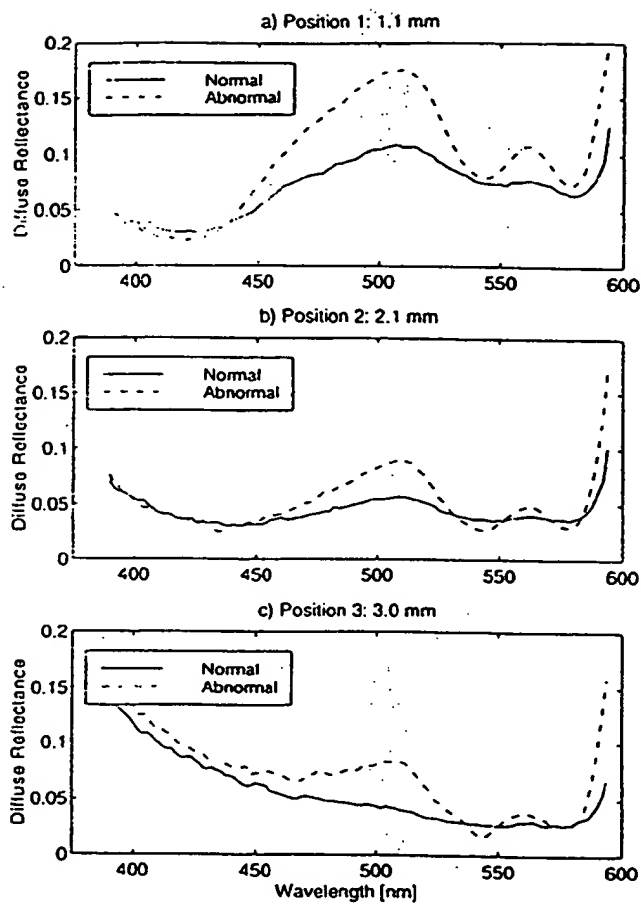 a) Position 1: 1.1 mm
0.2
0.15
0.1
0.05
0
Diffuse Reflectance
Normal
Abnormal
400
450
500
550
600
b) Position 2: 2.1 mm
0.2
0.15
0.1
0.05
0
Diffuse Reflectance
Normal
Abnormal
400
450
500
550
600
c) Position 3: 3.0 mm
0.2
0.15
0.1
0.05
0
Diffuse Reflectance
Normal
Abnormal
400
450
500
550
600
Wavelength [nm]